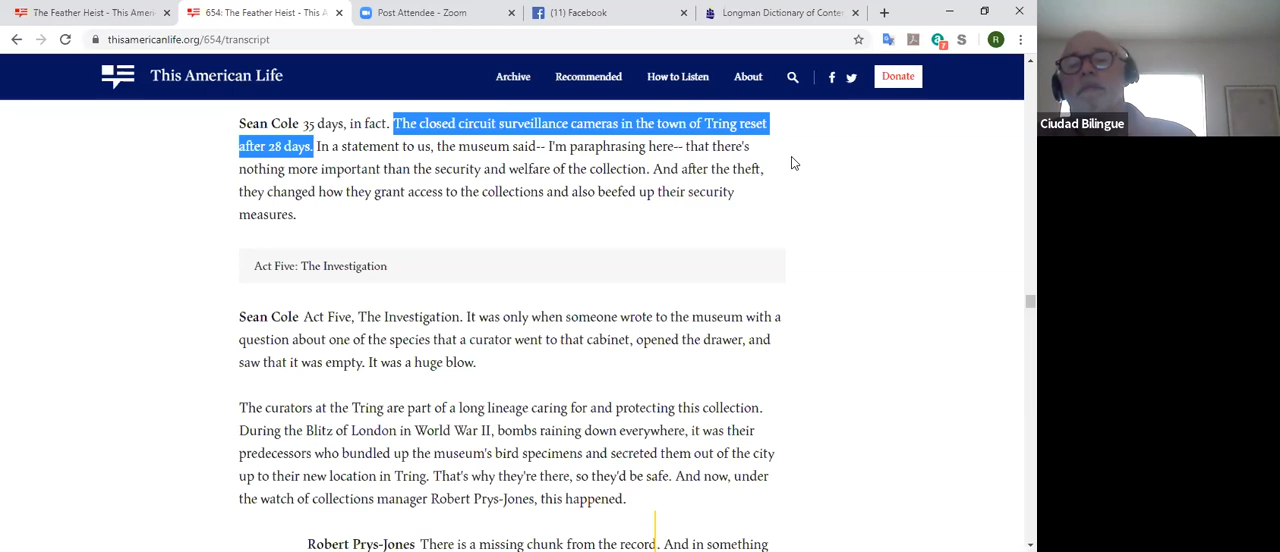 The Feather Heist - This Ameri
654: The Feather Heist - This A
Post Attendee - Zoom
(11) Facebook
Longman Dictionary of Conter
thisamericanlife.org/654/transcript
7
S
R
This American Life
Archive
Recommended
How to Listen
About
Donate
Ciudad Bilingue
Sean Cole 35 days, in fact. The closed circuit surveillance cameras in the town of Tring reset
after 28 days. In a statement to us, the museum said-- I'm paraphrasing here-- that there's
nothing more important than the security and welfare of the collection. And after the theft,
they changed how they grant access to the collections and also beefed up their security
measures.
Act Five: The Investigation
Sean Cole Act Five, The Investigation. It was only when someone wrote to the museum with a
question about one of the species that a curator went to that cabinet, opened the drawer, and
saw that it was empty. It was a huge blow.
The curators at the Tring are part of a long lineage caring for and protecting this collection.
During the Blitz of London in World War II, bombs raining down everywhere, it was their
predecessors who bundled up the museum's bird specimens and secreted them out of the city
up to their new location in Tring. That's why they're there, so they'd be safe. And now, under
the watch of collections manager Robert Prys-Jones, this happened.
Robert Prys-Jones There is a missing chunk from the record. And in something